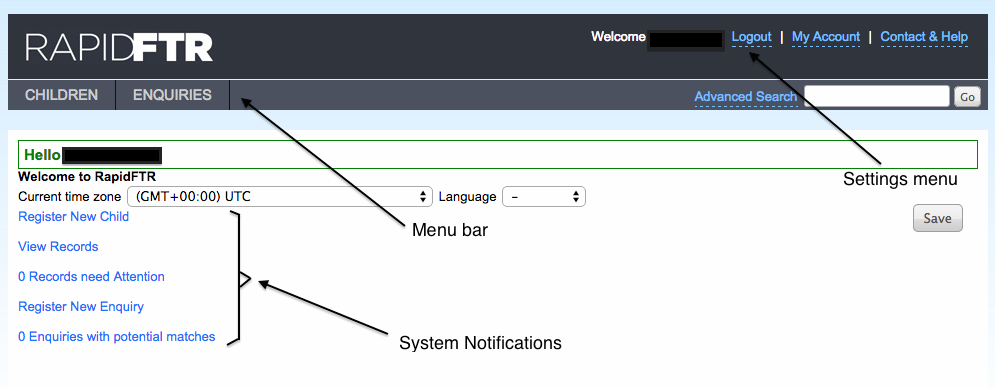 Welcome Logout | My Account | Contact & Help
RAPIDFTR
CHILDREN ENQUIRIES Advanced Search Go
Hello
Welcome to RapidFTR
Settings menu
Current time zone (GMT+00:00) UTC Language –
Register New Child Save
Menu bar
View Records
0 Records need Attention
Register New Enquiry
0 Enquiries with potential matches
System Notifications